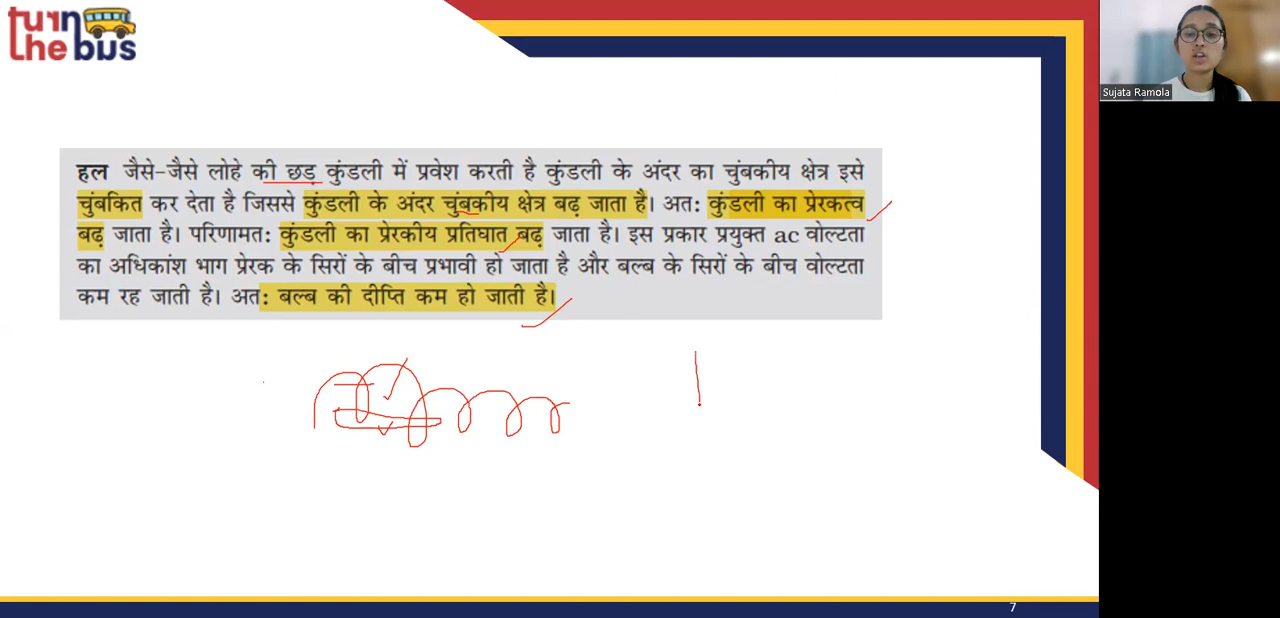 turn
the bus
Sujata Ramola
हल जैसे-जैसे लोहे की छड़ कुंडली में प्रवेश करती है कुंडली के अंदर का चुंबकीय क्षेत्र इसे
चुंबकित कर देता है जिससे कुंडली के अंदर चुंबकीय क्षेत्र बढ़ जाता है। अत: कुंडली का प्रेरकत्व
बढ़ जाता है। परिणामत: कुंडली का प्रेरकीय प्रतिघात बढ़ जाता है। इस प्रकार प्रयुक्त ac वोल्टता
का अधिकांश भाग प्रेरक के सिरों के बीच प्रभावी हो जाता है और बल्ब के सिरों के बीच वोल्टता
कम रह जाती है। अत: बल्ब की दीप्ति कम हो जाती है।
7